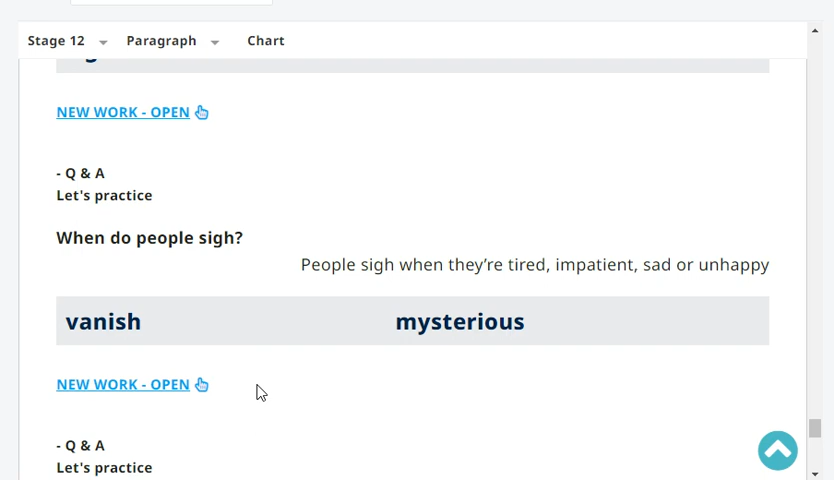 Stage 12 Paragraph Chart
NEW WORK - OPEN
- Q & A
Let's practice
When do people sigh?
People sigh when they're tired, impatient, sad or unhappy
vanish mysterious
NEW WORK - OPEN
- Q & A
Let's practice